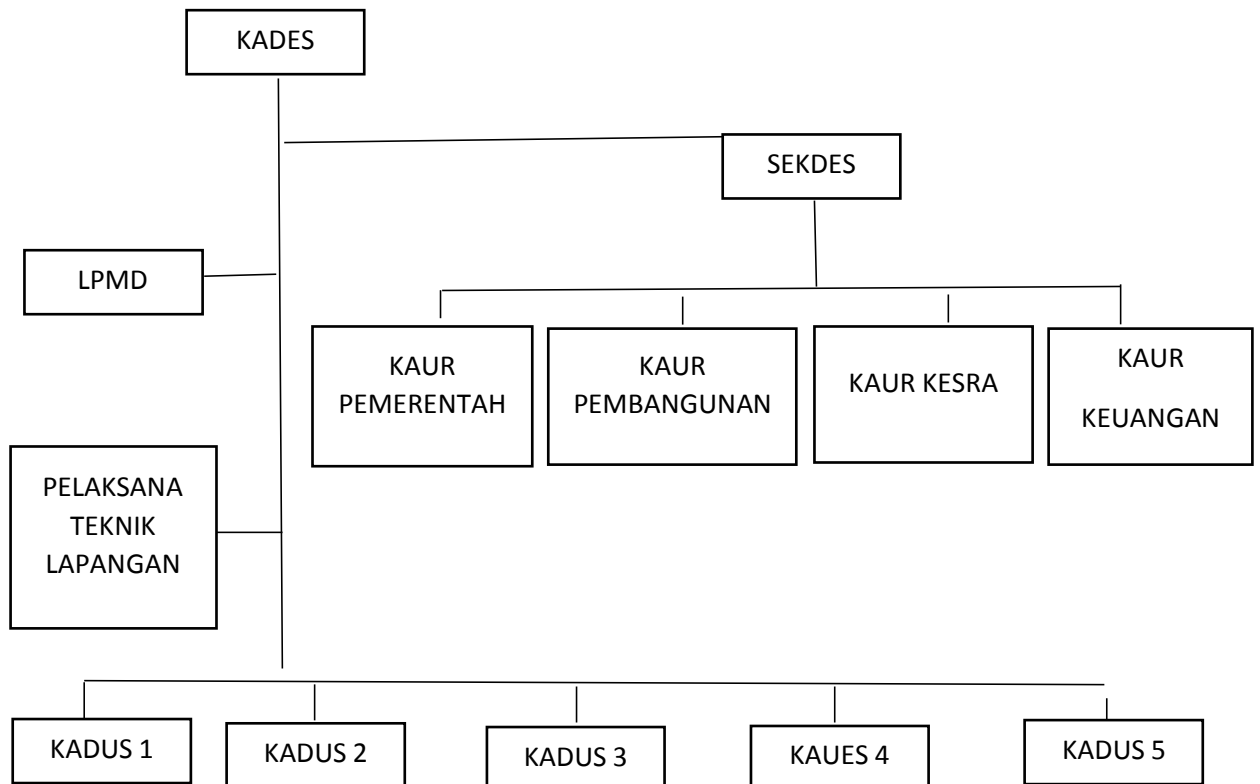 KADES
SEKDES
LPMD
KAUR
PEMERENTAH
KAUR
PEMBANGUNAN
KAUR KESRA
KAUR
KEUANGAN
PELAKSANA
TEKNIK
LAPANGAN
KADUS 1
KADUS 2
KADUS 3
KAUES 4
KADUS 5